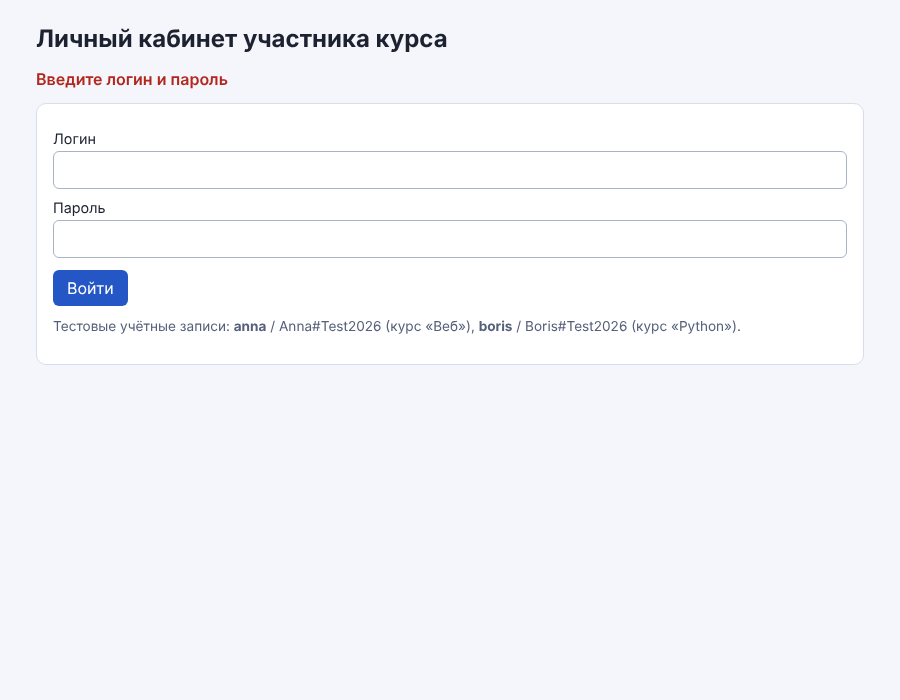 Личный кабинет участника курса
Введите логин и пароль
Логин
Пароль
Войти
Тестовые учётные записи: anna / Anna#Test2026 (курс «Веб»), boris / Boris#Test2026 (курс «Python»).